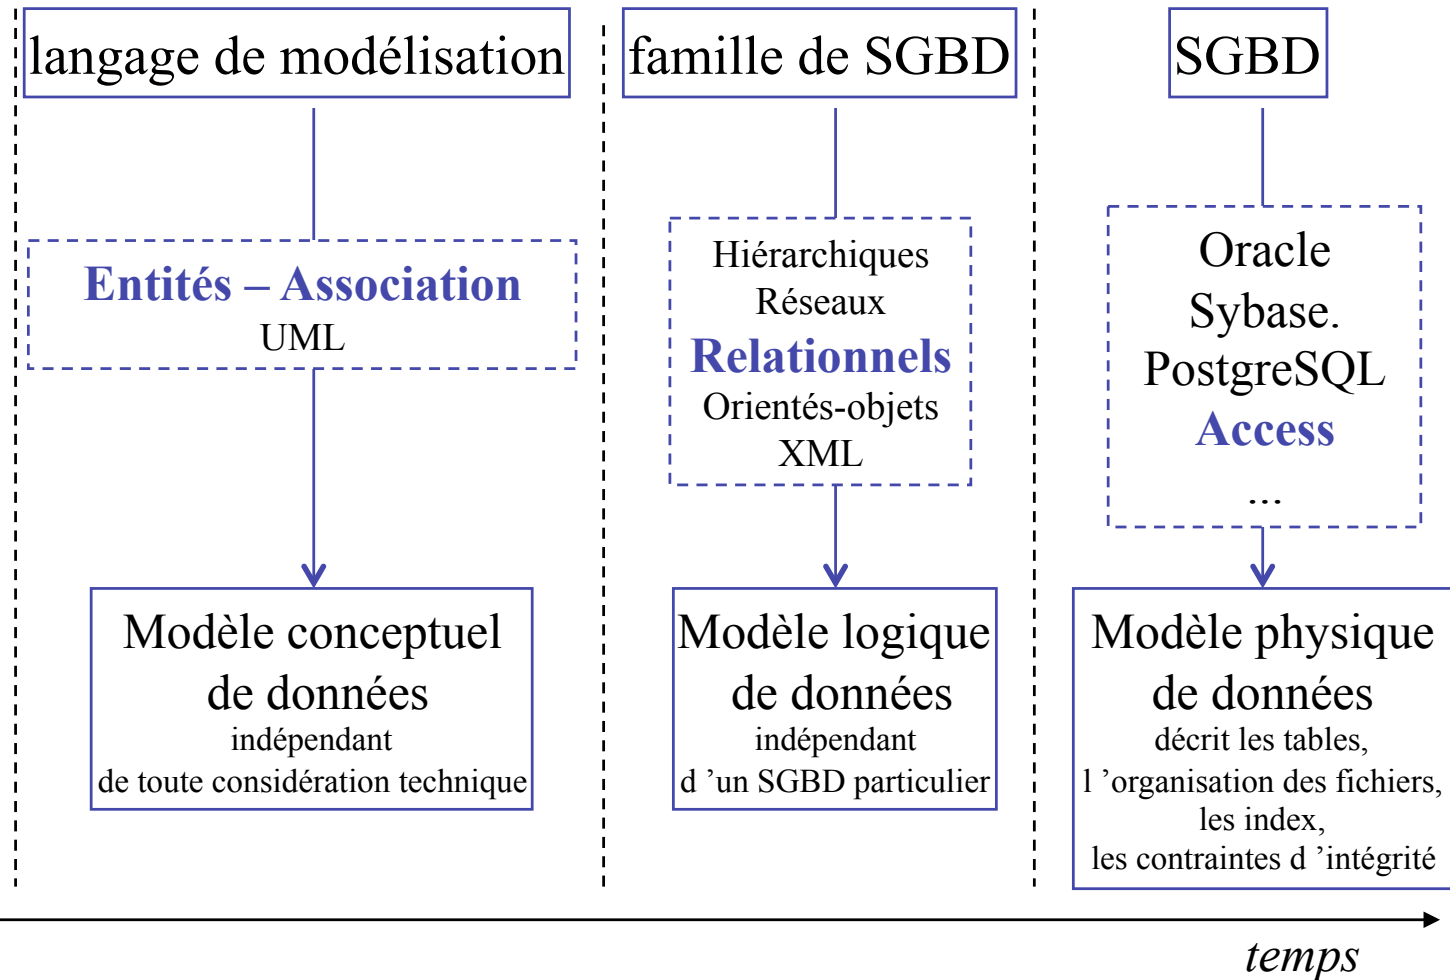 langage de modélisation
Entités – Association
UML
Modèle conceptuel
de données
indépendant
de toute considération technique
famille de SGBD
Hiérarchiques
Réseaux
Relationnels
Orientés-objets
XML
Modèle logique
de données
indépendant
d ’un SGBD particulier
SGBD
Oracle
Sybase.
PostgreSQL
Access
...
Modèle physique
de données
décrit les tables,
l ’organisation des fichiers,
les index,
les contraintes d ’intégrité
temps